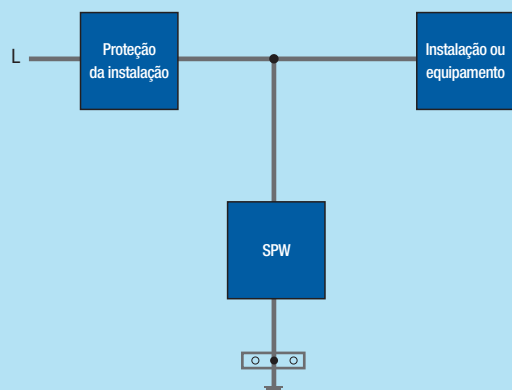 L
Proteção
da instalação
Instalação ou
equipamento
SPW